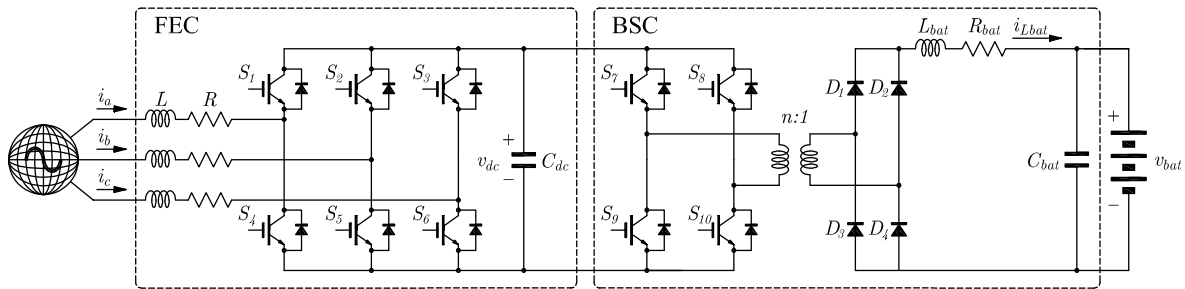 FEC
BSC
L_bat
R_bat
i_Lbat
S_1
S_2
S_3
S_7
S_8
D_1
D_2
i_a
L
R
n:1
i_b
+
v_dc
C_dc
−
+
C_bat
v_bat
−
i_c
S_4
S_5
S_6
S_9
S_10
D_3
D_4